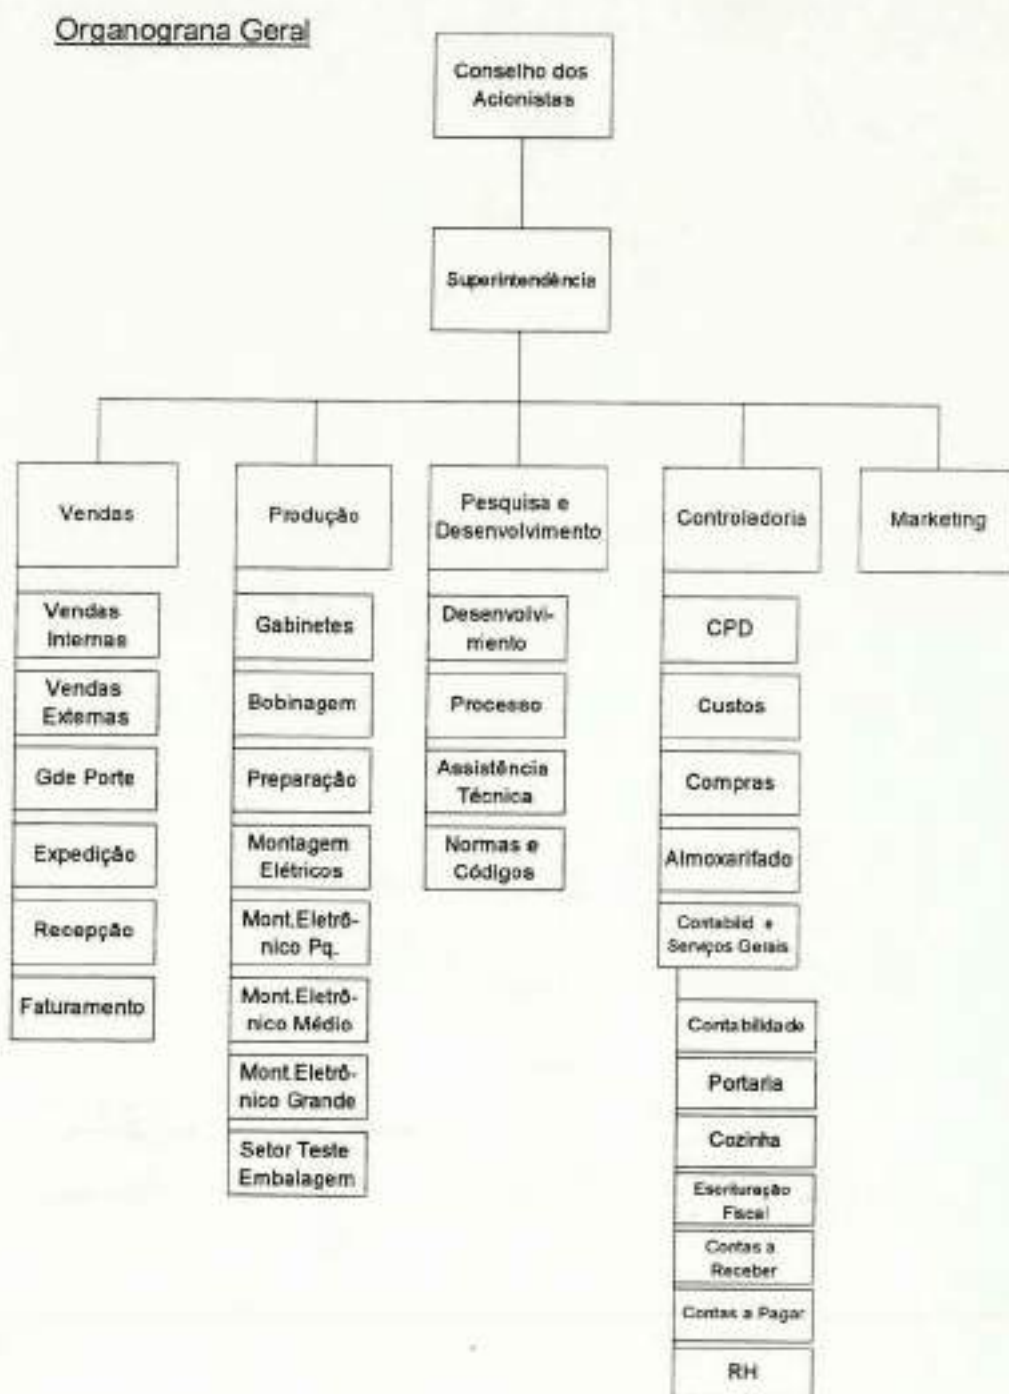 Organograna Geral
Conselho dos
Acionistas
Superintendência
Vendas
Produção
Pesquisa e
Desenvolvimento
Controladoria
Marketing
Vendas
Internas
Vendas
Externas
Gde Porte
Expedição
Recepção
Faturamento
Gabinetes
Bobinagem
Preparação
Montagem
Elétricos
Mont.Eletrô-
nico Pq.
Mont.Eletrô-
nico Médio
Mont.Eletrô-
nico Grande
Setor Teste
Embalagem
Desenvolvi-
mento
Processo
Assistência
Técnica
Normas e
Códigos
CPD
Custos
Compras
Almoxarifado
Contabilid e
Serviços Gerais
Contabilidade
Portaria
Cozinha
Escrituração
Fiscal
Contas a
Receber
Contas a Pagar
RH